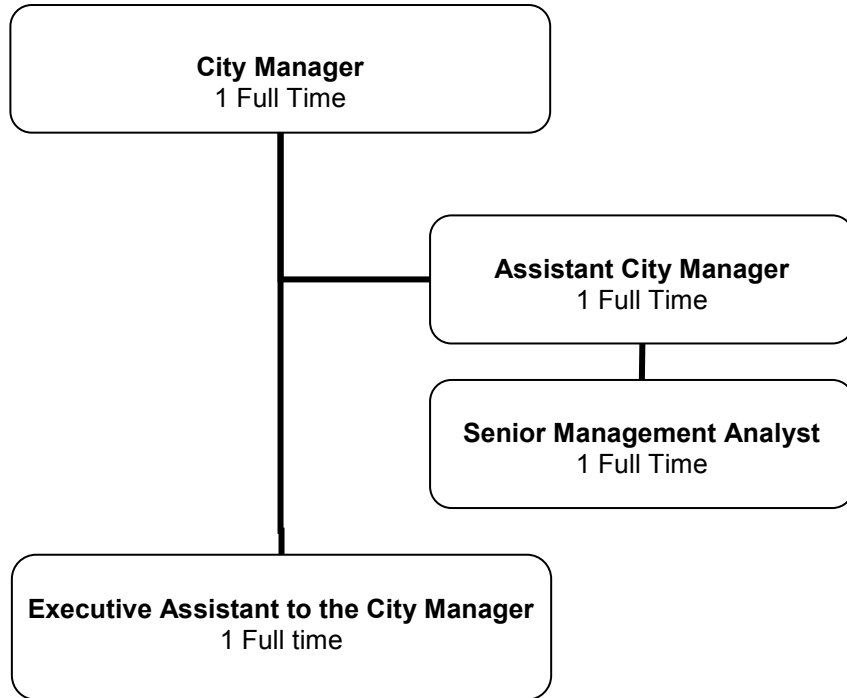 City Manager
1 Full Time
Assistant City Manager
1 Full Time
Senior Management Analyst
1 Full Time
Executive Assistant to the City Manager
1 Full time